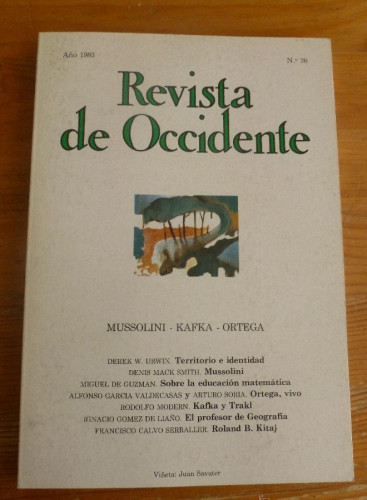 Año 1983
N.º 26
Revista
de Occidente
MUSSOLINI - KAFKA - ORTEGA
DEREK W. URWIN. Territorio e identidad
DENIS MACK SMITH. Mussolini
MIGUEL DE GUZMAN. Sobre la educación matemática
ALFONSO GARCIA VALDECASAS y ARTURO SORIA. Ortega, vivo
RODOLFO MODERN. Kafka y Trakl
IGNACIO GOMEZ DE LIAÑO. El profesor de Geografía
FRANCISCO CALVO SERRALLER. Roland B. Kitaj
Viñeta: Juan Savater